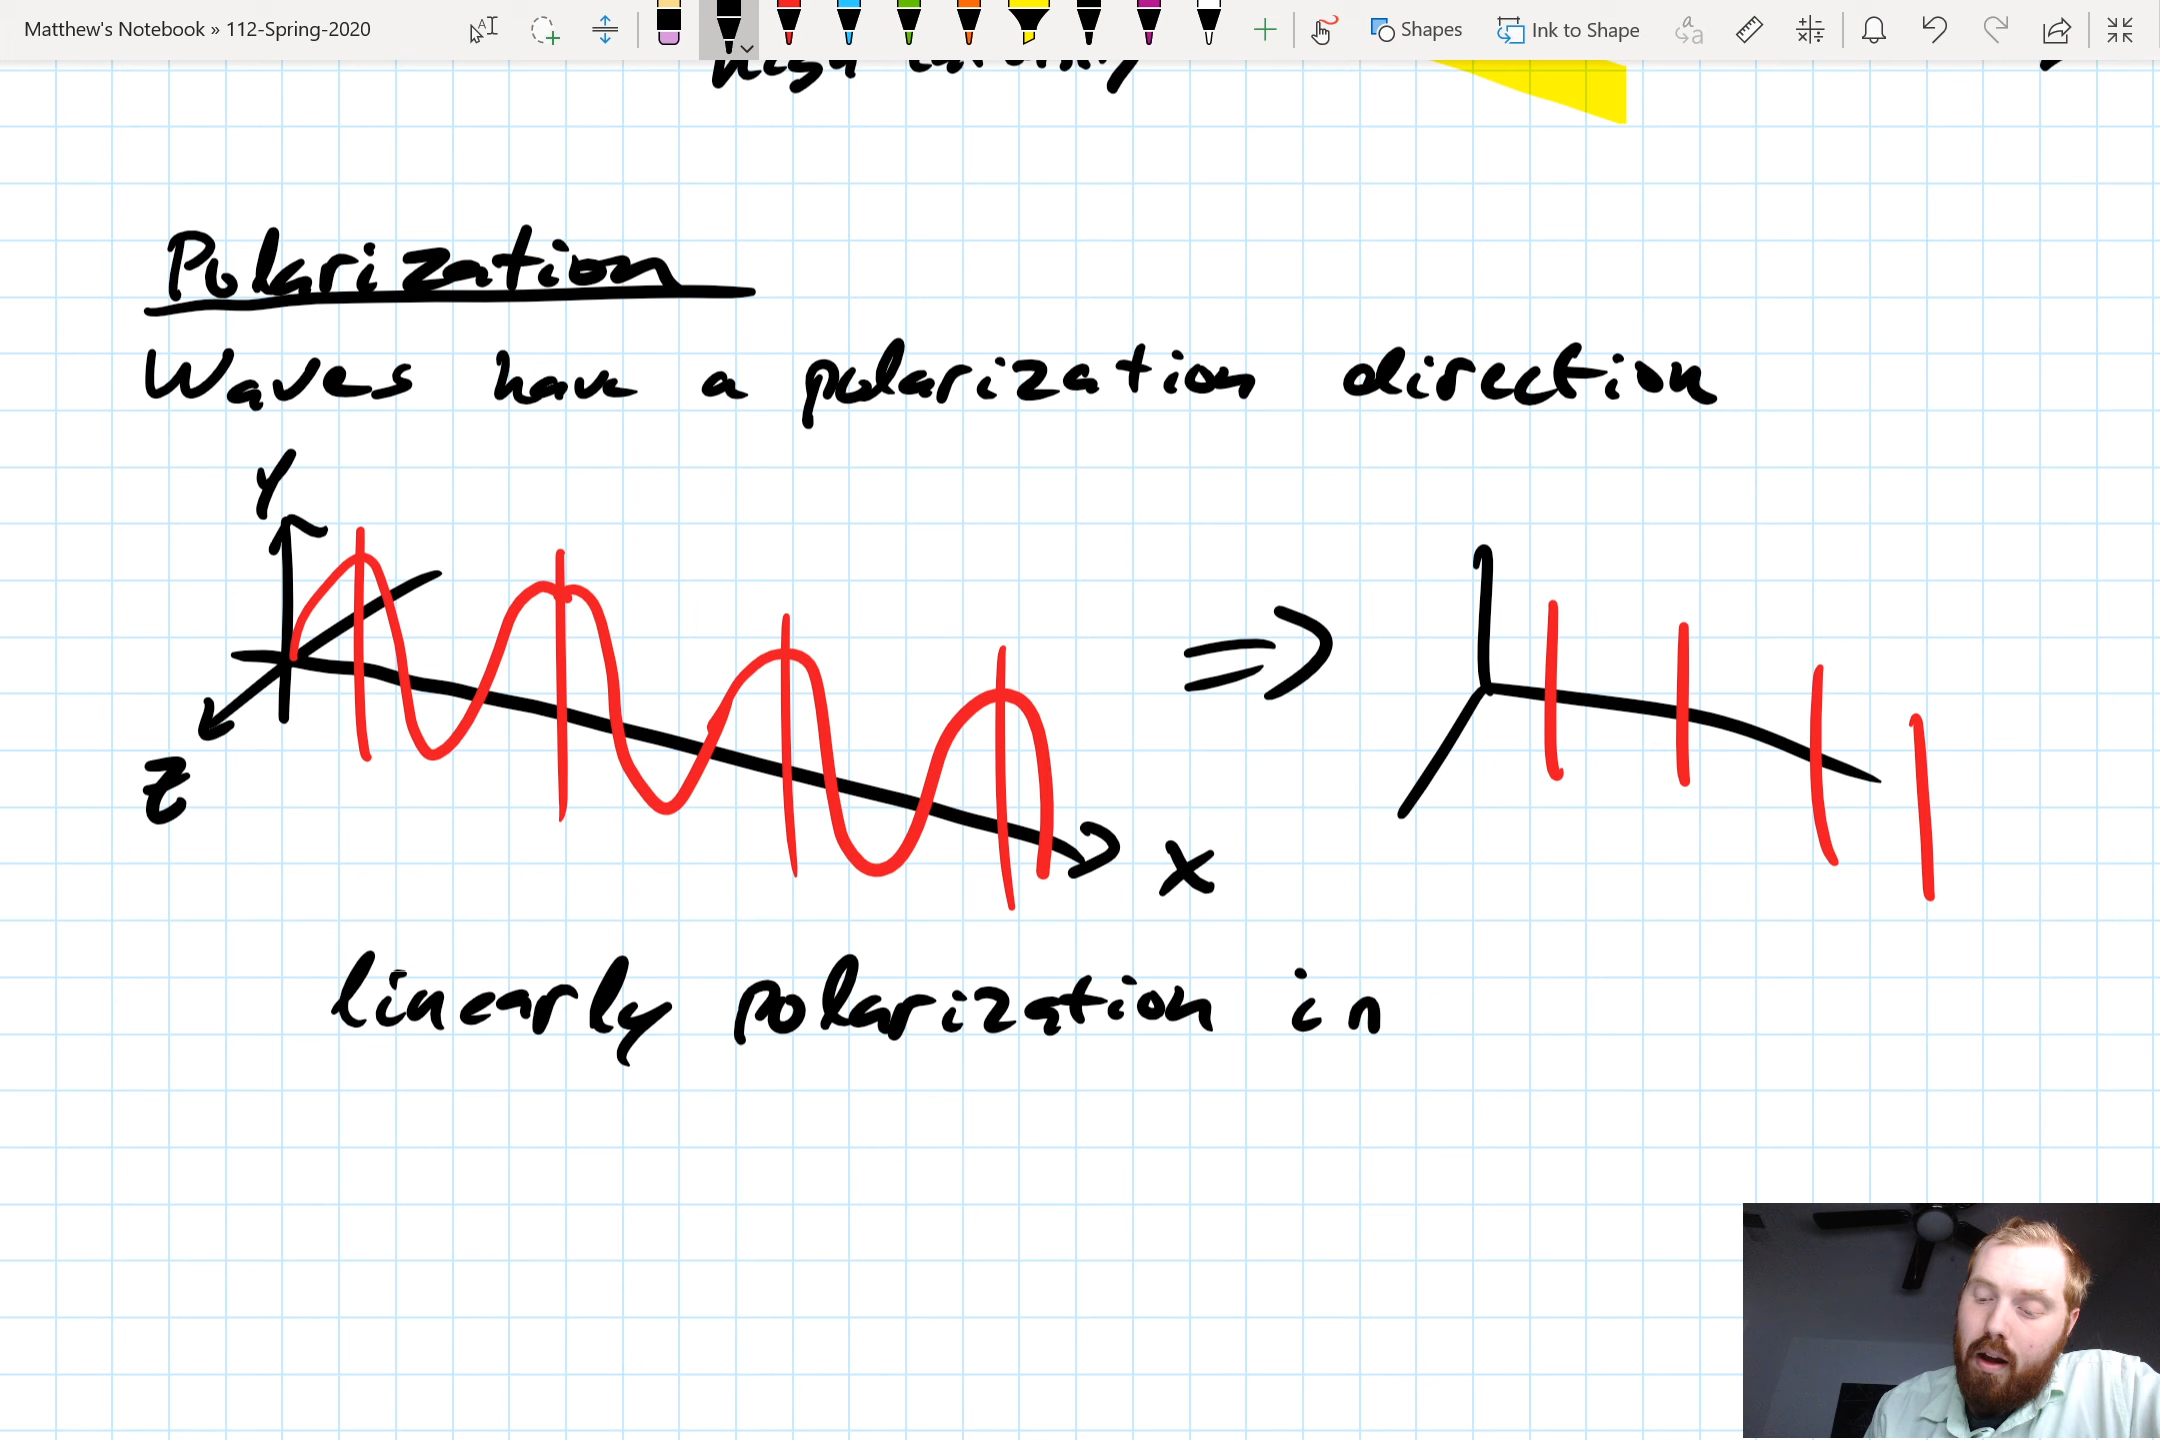 Matthew's Notebook » 112-Spring-2020
Shapes
Ink to Shape
Polarization
Waves have a polarization direction
Y
Z
X
linearly polarization in